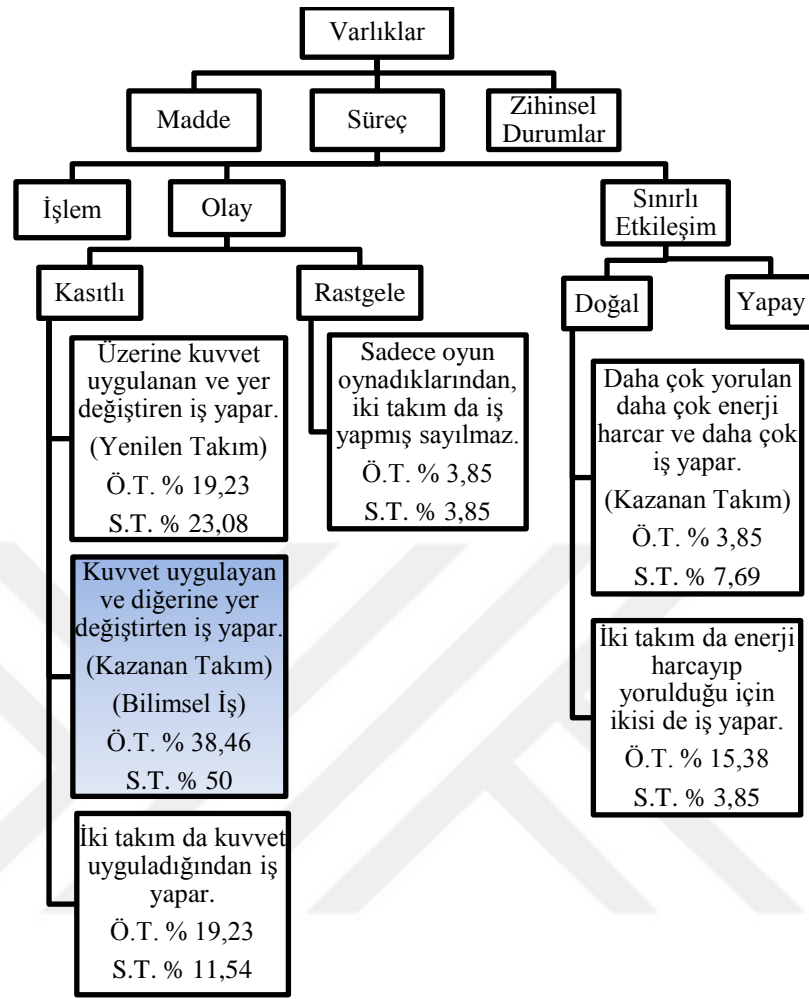 Varlıklar
Madde
Süreç
Zihinsel
Durumlar
İşlem
Olay
Sınırlı
Etkileşim
Kasıtlı
Rastgele
Doğal
Yapay
Üzerine kuvvet
uygulanan ve yer
değiştiren iş yapar.
(Yenilen Takım)
Ö.T. % 19,23
S.T. % 23,08
Kuvvet uygulayan
ve diğerine yer
değiştirten iş yapar.
(Kazanan Takım)
(Bilimsel İş)
Ö.T. % 38,46
S.T. % 50
İki takım da kuvvet
uyguladığından iş
yapar.
Ö.T. % 19,23
S.T. % 11,54
Sadece oyun
oynadıklarından,
iki takım da iş
yapmış sayılmaz.
Ö.T. % 3,85
S.T. % 3,85
Daha çok yorulan
daha çok enerji
harcar ve daha çok
iş yapar.
(Kazanan Takım)
Ö.T. % 3,85
S.T. % 7,69
İki takım da enerji
harcayıp
yorulduğu için
ikisi de iş yapar.
Ö.T. % 15,38
S.T. % 3,85